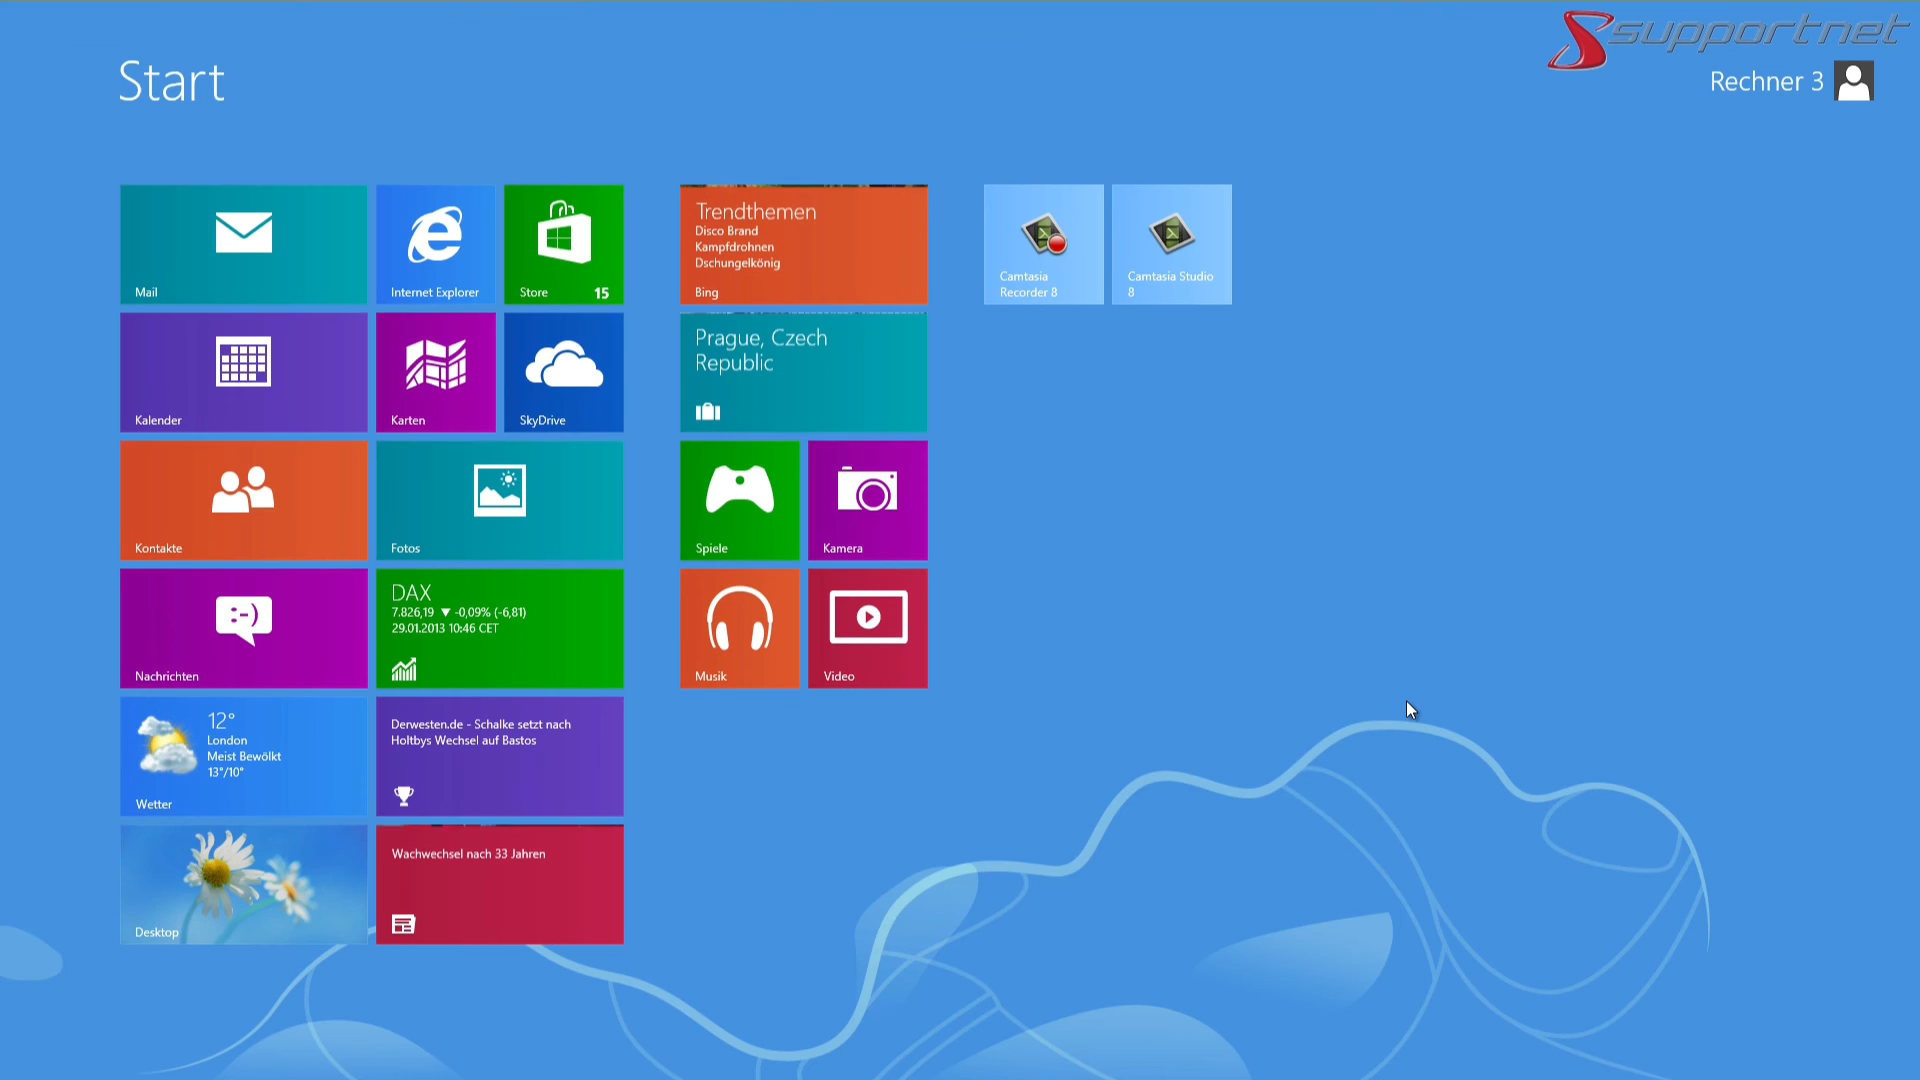 supportnet
Start
Rechner 3
Mail
Internet Explorer
Store 15
Trendthemen
Disco Brand
Kampfdrohnen
Dschungelkönig
Bing
Camtasia
Recorder 8
Camtasia Studio
8
Kalender
Karten
SkyDrive
Prague, Czech
Republic
Kontakte
Fotos
Spiele
Kamera
:-)
Nachrichten
DAX
7.826,19 ▼ -0,09% (-6,81)
29.01.2013 10:46 CET
Musik
Video
12°
London
Meist Bewölkt
13°/10°
Wetter
Derwesten.de - Schalke setzt nach
Holtbys Wechsel auf Bastos
Desktop
Wachwechsel nach 33 Jahren